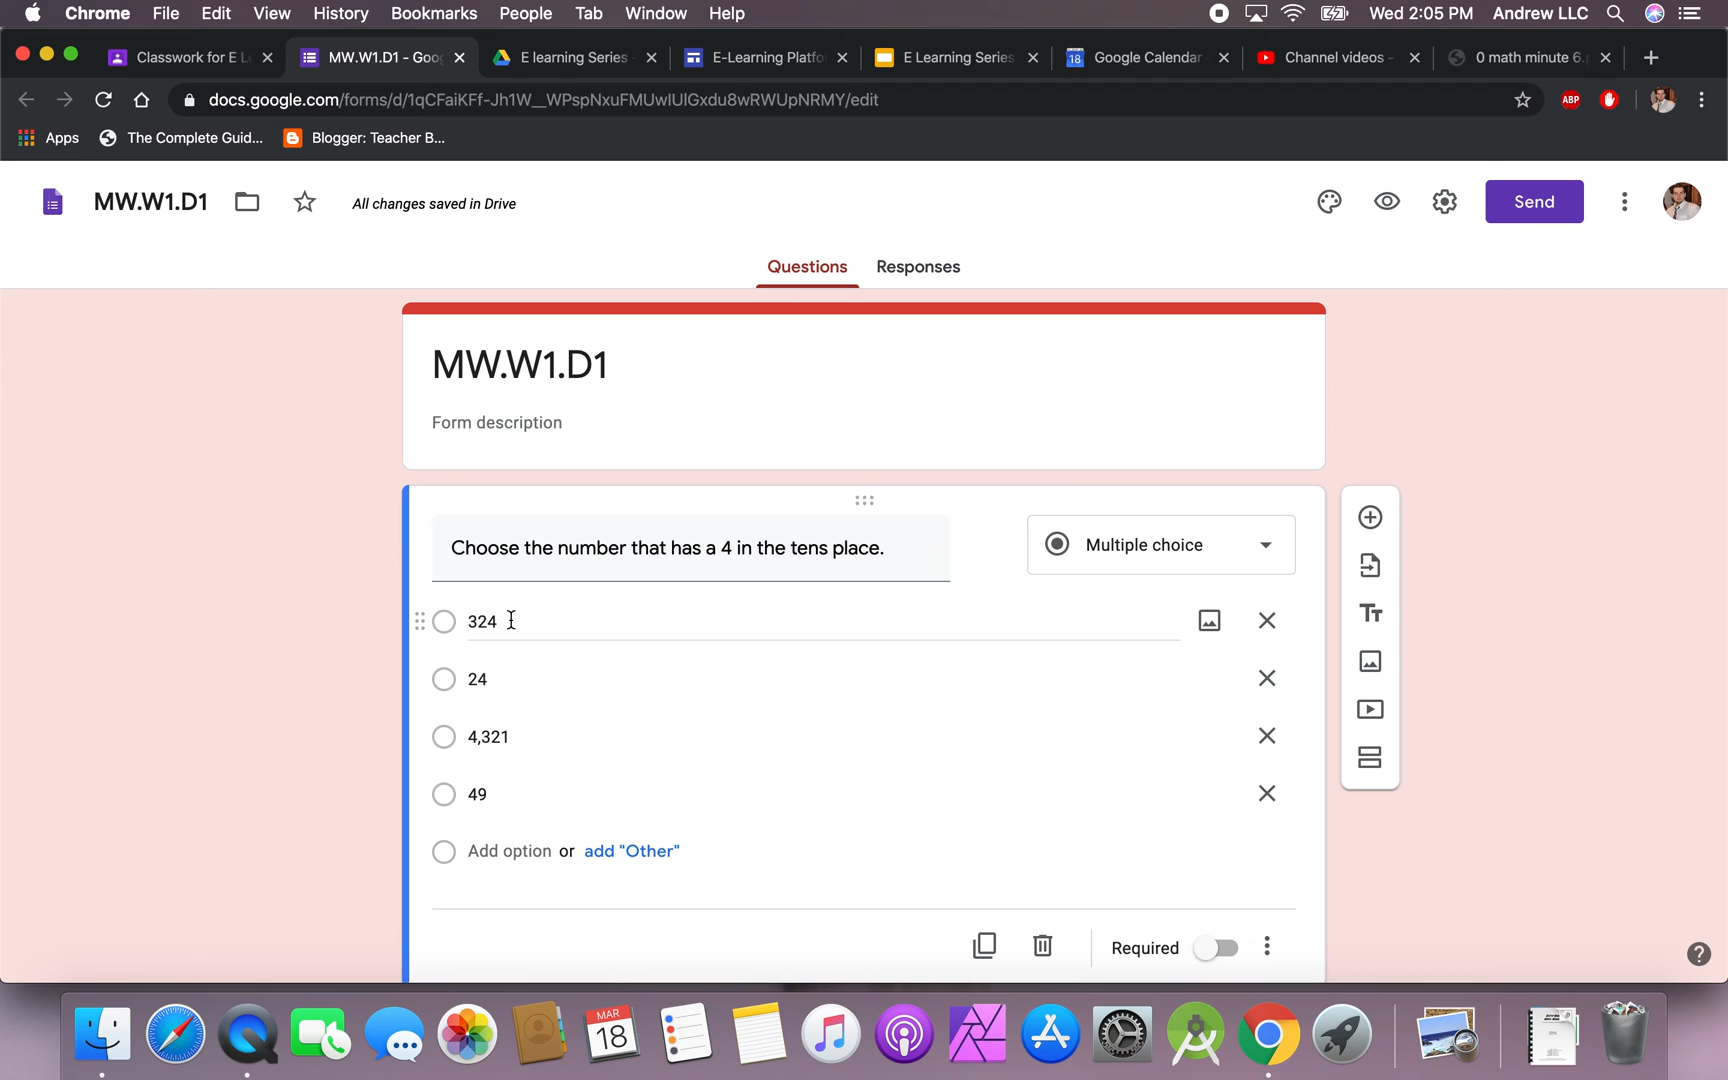 Chrome File Edit View History Bookmarks People Tab Window Help Wed 2:05 PM Andrew LLC
Classwork for E L MW.W1.D1 - Goog E learning Series - E-Learning Platfo E Learning Series Google Calendar - 18 Channel videos - 0 math minute 6.p
docs.google.com/forms/d/1qCFaiKFf-Jh1W__WPspNxuFMUwIUlGxdu8wRWUpNRMY/edit ABP
Apps The Complete Guid... Blogger: Teacher B...
MW.W1.D1 All changes saved in Drive Send
Questions Responses
MW.W1.D1
Form description
Choose the number that has a 4 in the tens place. Multiple choice
324
24
4,321
49
Add option or add "Other"
Required
MAR
18